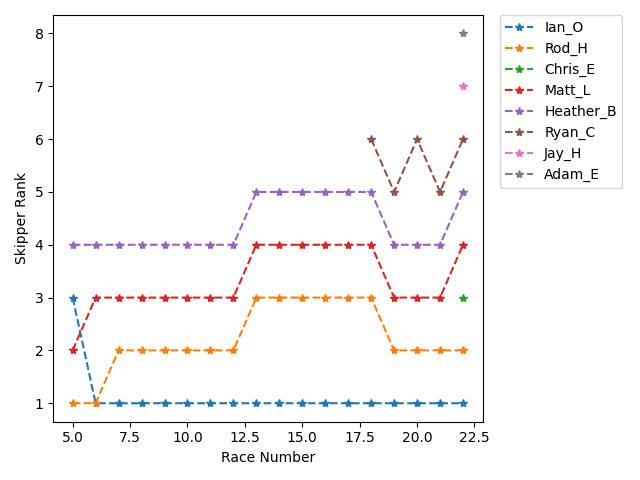 8
7
6
5
4
3
2
1
Skipper Rank
5.0 7.5 10.0 12.5 15.0 17.5 20.0 22.5
Race Number
Ian_O
Rod_H
Chris_E
Matt_L
Heather_B
Ryan_C
Jay_H
Adam_E